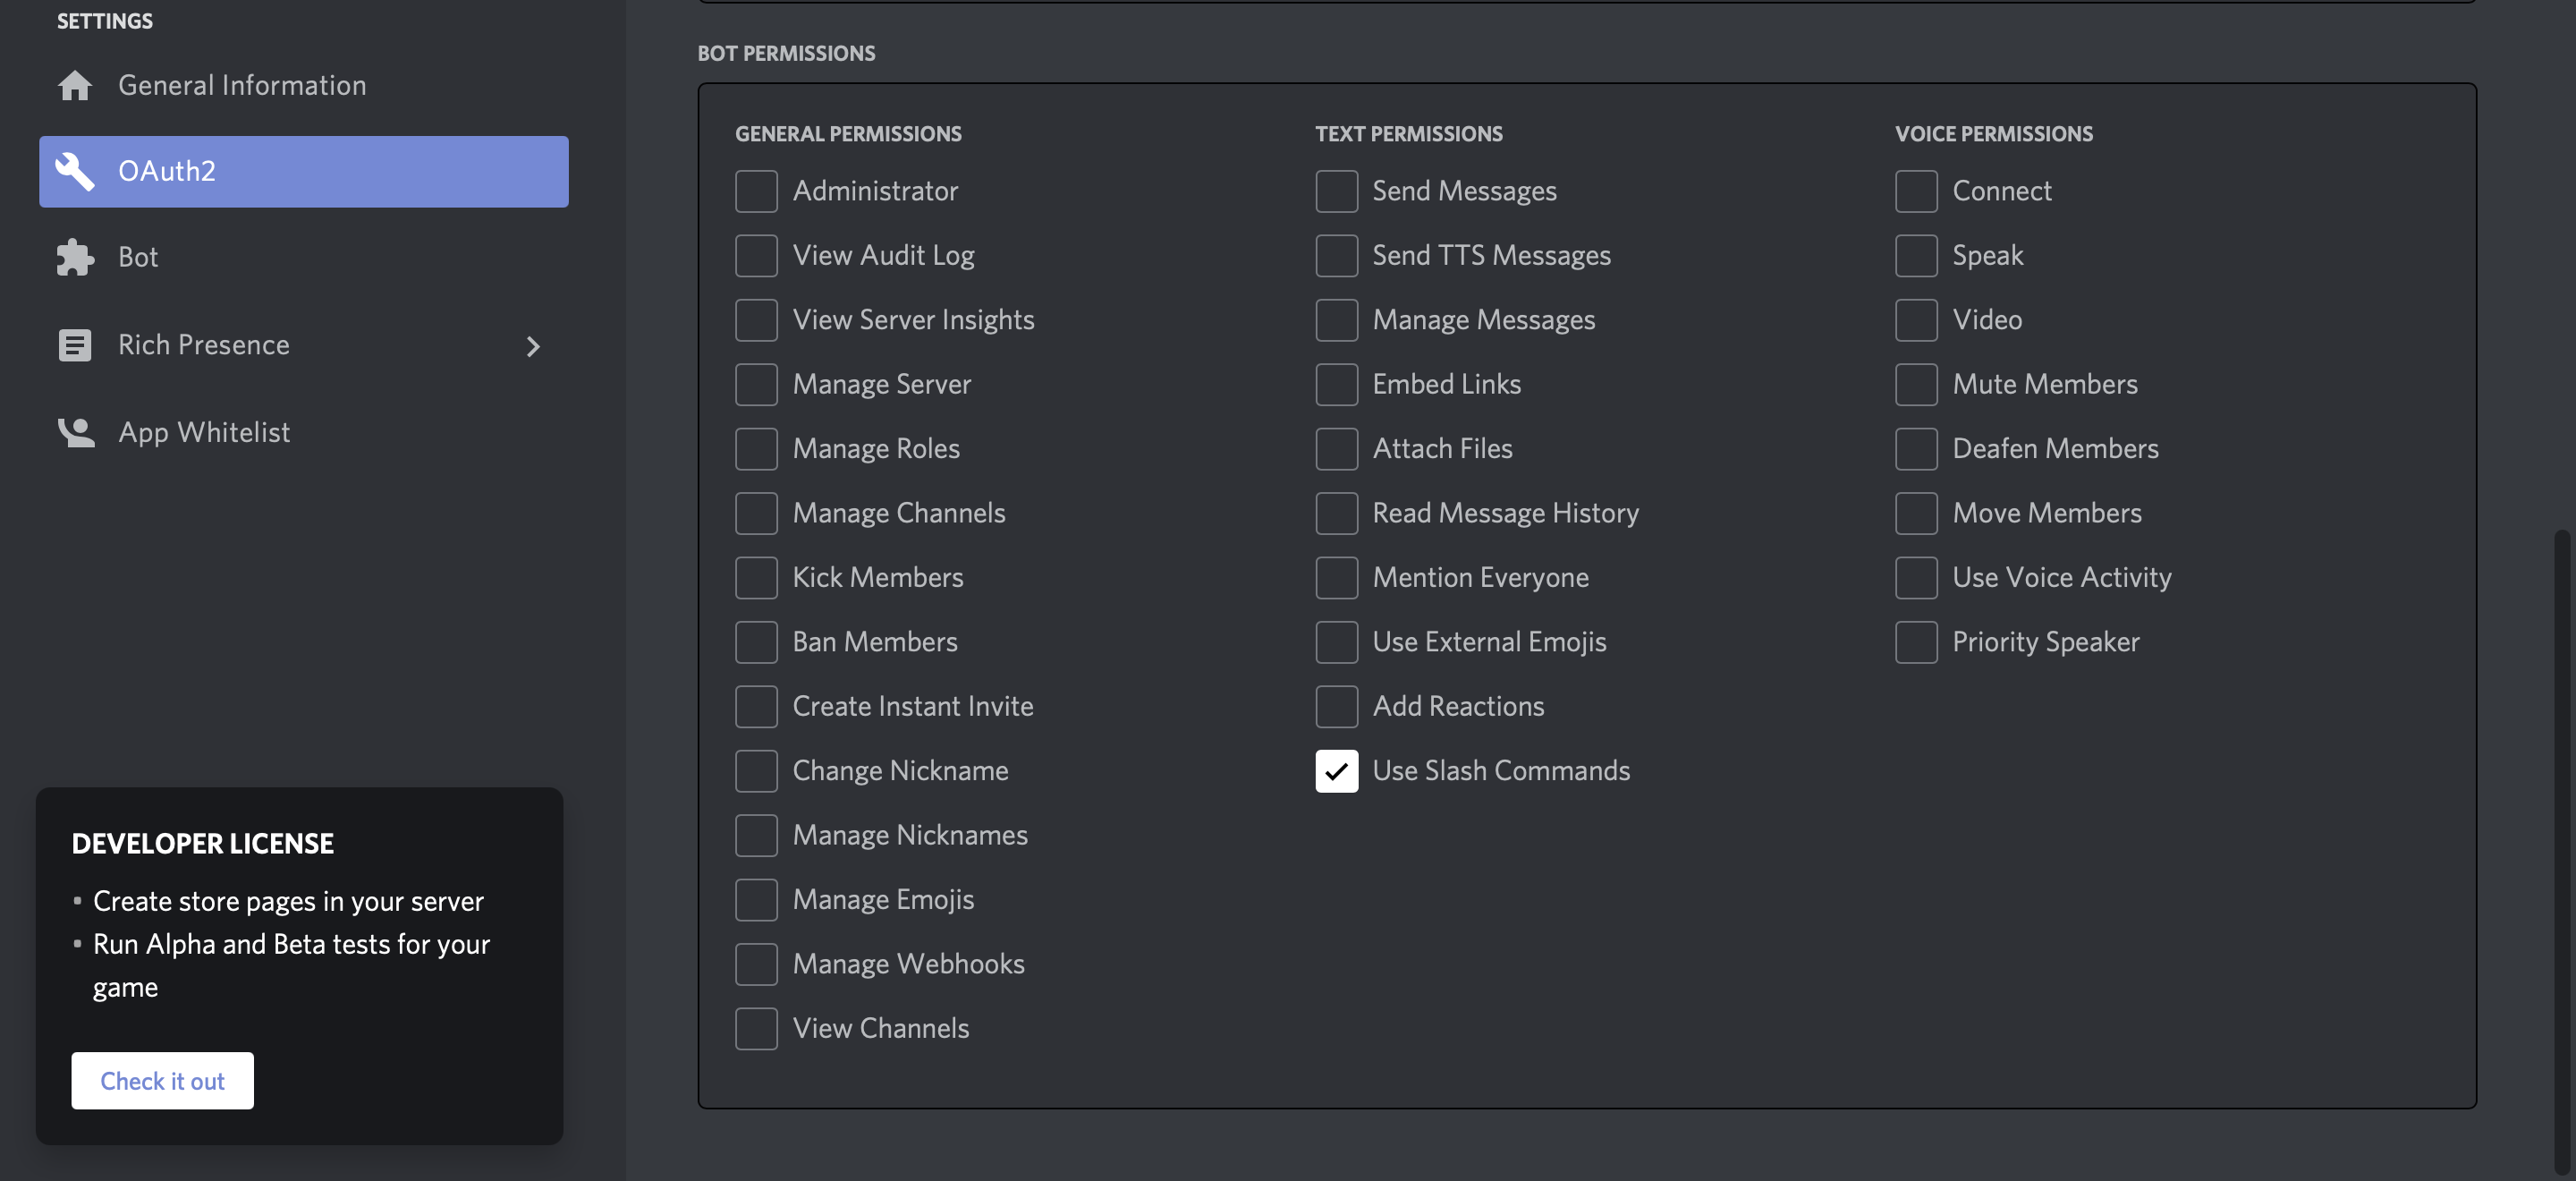 SETTINGS
General Information
OAuth2
Bot
Rich Presence
App Whitelist
DEVELOPER LICENSE
Create store pages in your server
Run Alpha and Beta tests for your
game
Check it out
BOT PERMISSIONS
GENERAL PERMISSIONS
Administrator
View Audit Log
View Server Insights
Manage Server
Manage Roles
Manage Channels
Kick Members
Ban Members
Create Instant Invite
Change Nickname
Manage Nicknames
Manage Emojis
Manage Webhooks
View Channels
TEXT PERMISSIONS
Send Messages
Send TTS Messages
Manage Messages
Embed Links
Attach Files
Read Message History
Mention Everyone
Use External Emojis
Add Reactions
Use Slash Commands
VOICE PERMISSIONS
Connect
Speak
Video
Mute Members
Deafen Members
Move Members
Use Voice Activity
Priority Speaker